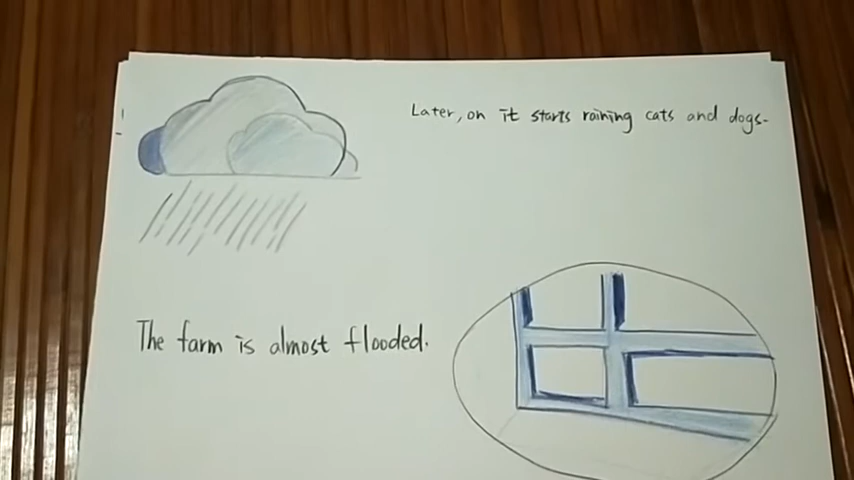 Later, on it starts raining cats and dogs.
The farm is almost flooded.